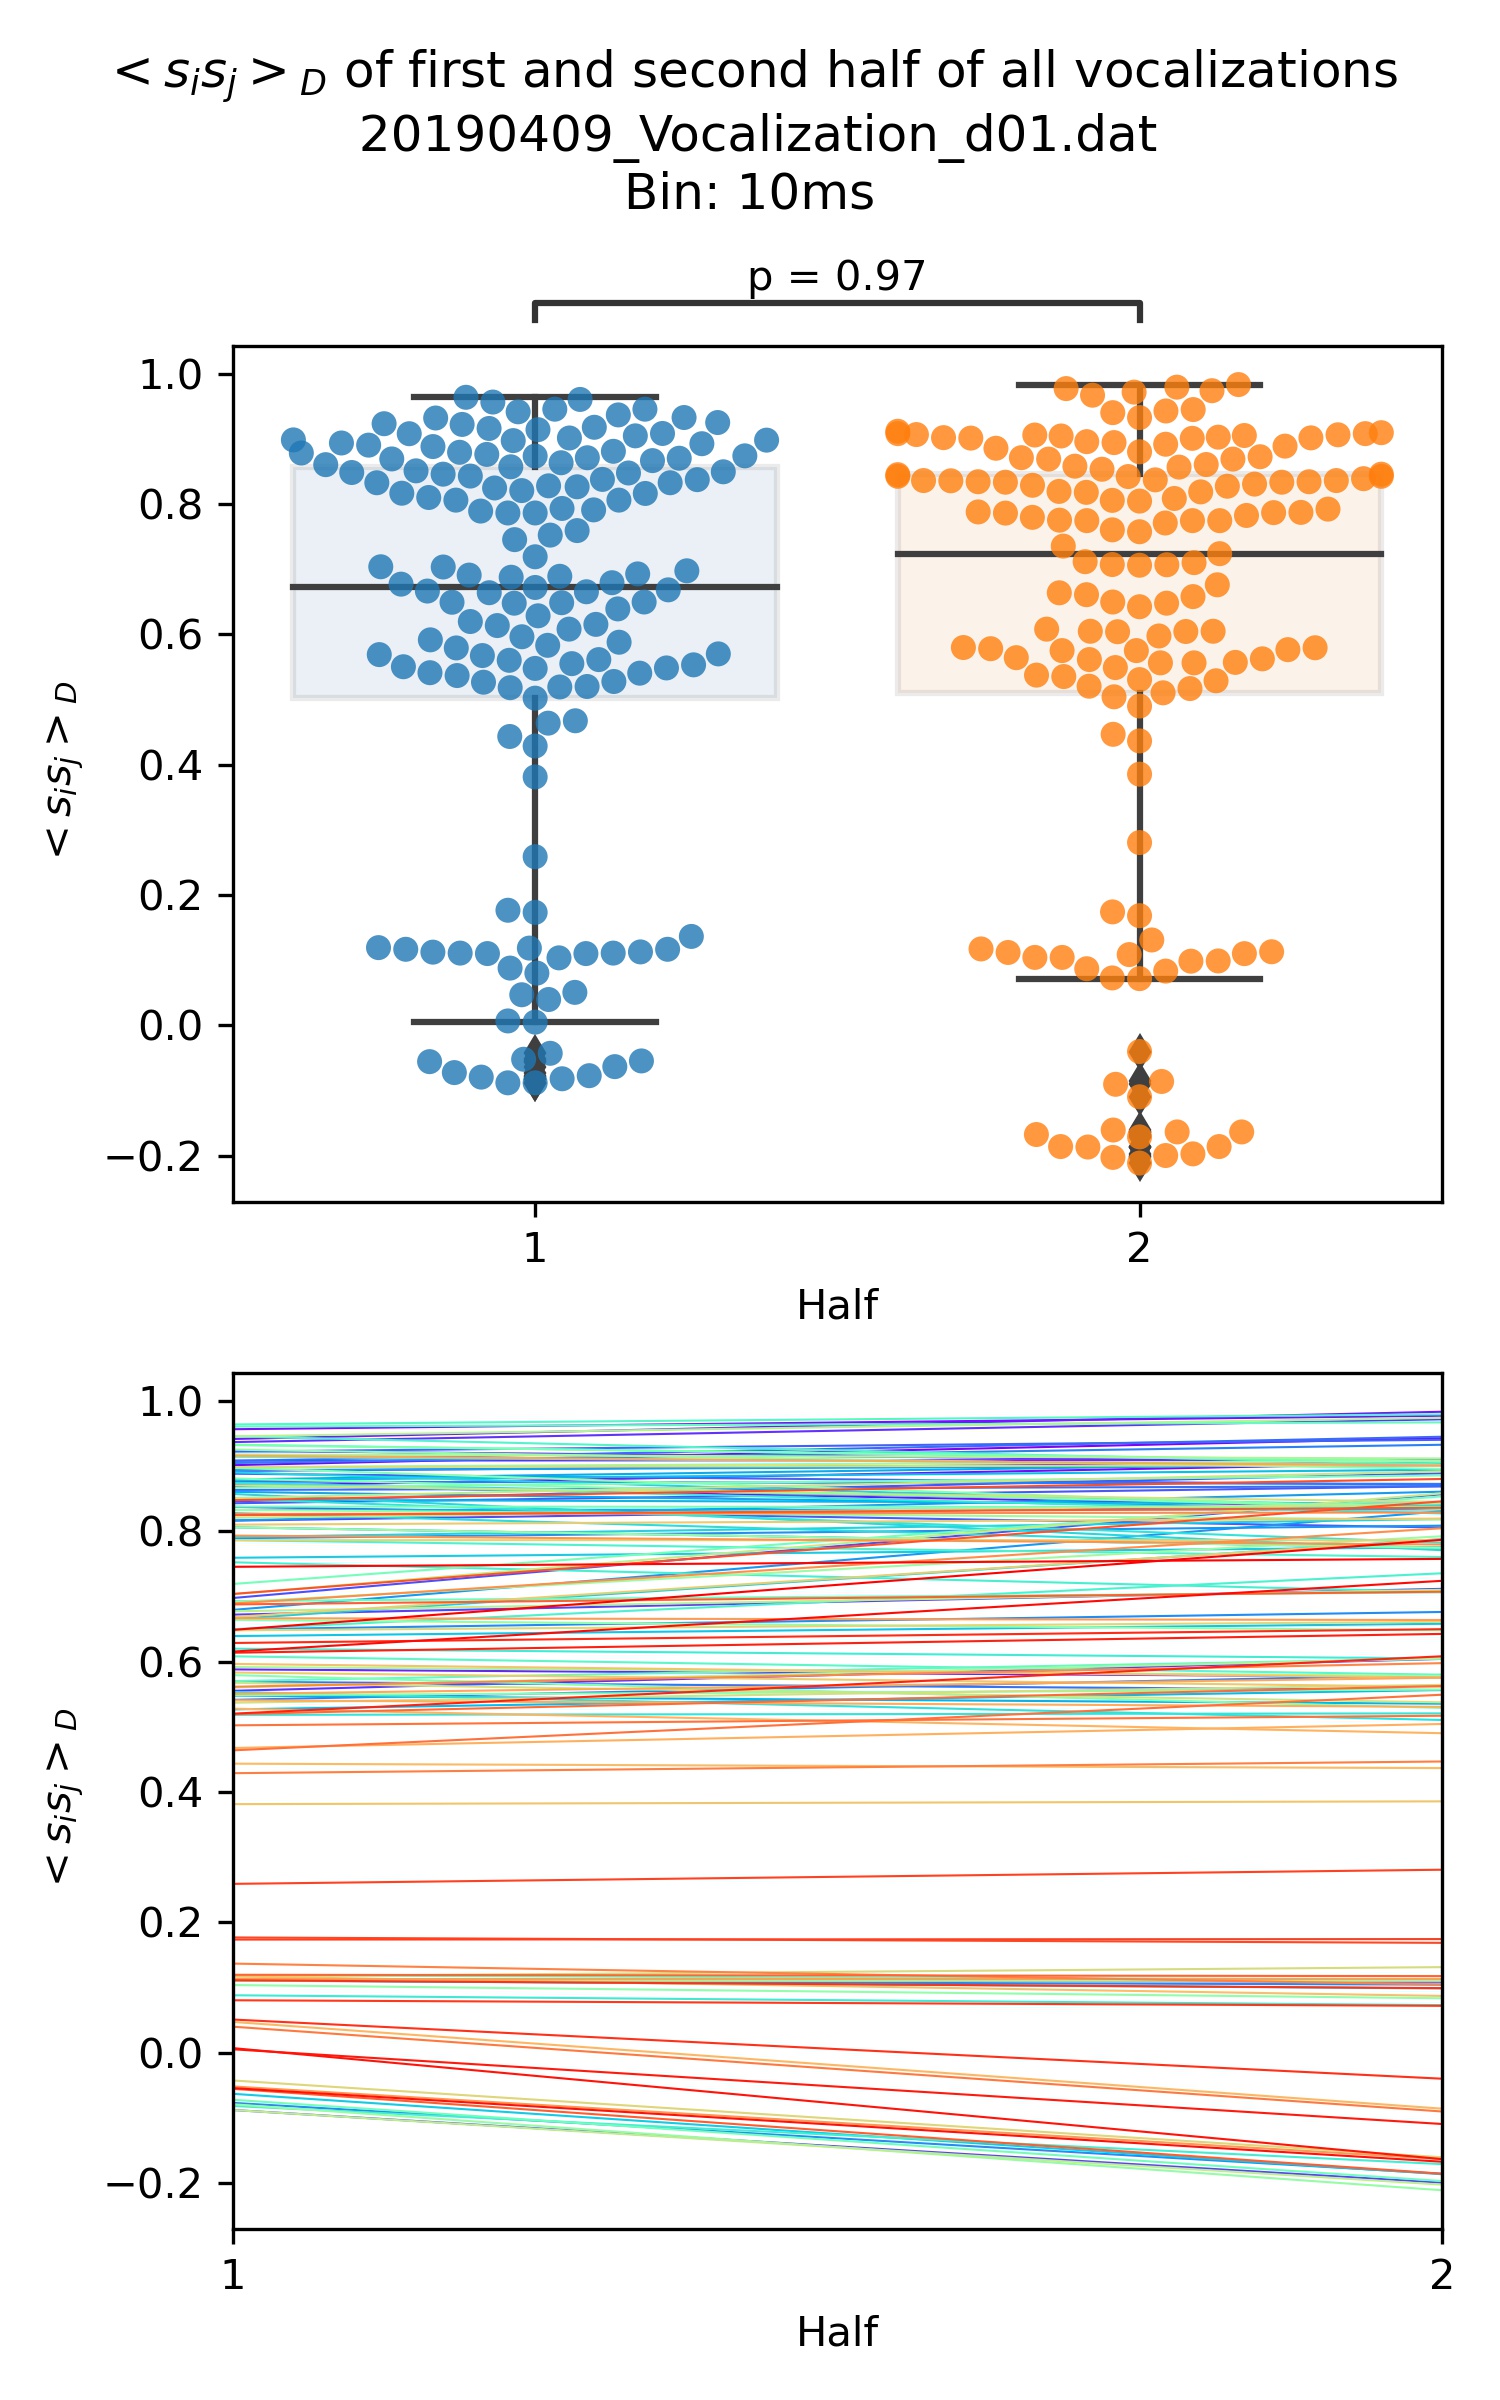 < s_i s_j >_D of first and second half of all vocalizations
20190409_Vocalization_d01.dat
Bin: 10ms
p = 0.97
1.0
0.8
0.6
0.4
0.2
0.0
−0.2
< s_i s_j >_D
1
2
Half
1.0
0.8
0.6
0.4
0.2
0.0
−0.2
< s_i s_j >_D
1
2
Half